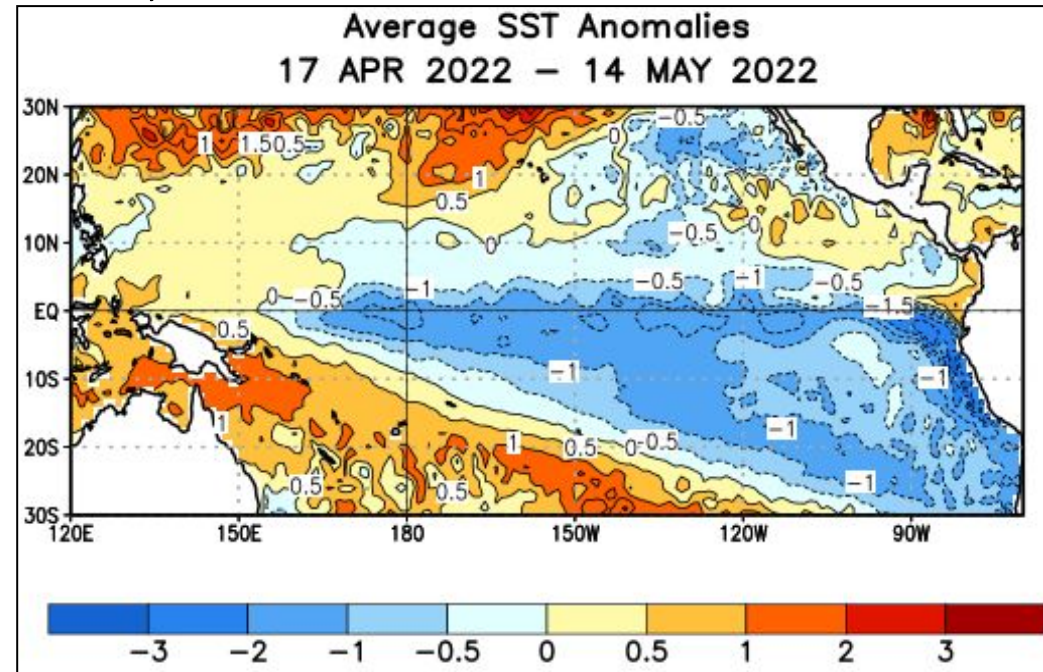 Average SST Anomalies
17 APR 2022 – 14 MAY 2022
30N
−0.5
0
1 1.5 0.5
20N 1
0.5
0
10N 0 −0.5
−1 −0.5 −0.5
−1
0 −0.5
−1.5
EQ
0.5
−1
10S −1
1
−1
20S 1 0.5 0 −0.5
−1
0.5 0.5
30S
120E 150E 180 150W 120W 90W
−3 −2 −1 −0.5 0 0.5 1 2 3